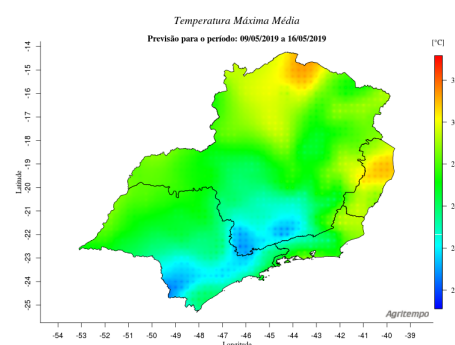 Temperatura Máxima Média
Previsão para o período: 09/05/2019 a 16/05/2019
[°C]
-14
-15
-16
-17
-18
-19
-20
-21
-22
-23
-24
-25
Latitude
-54 -53 -52 -51 -50 -49 -48 -47 -46 -45 -44 -43 -42 -41 -40 -39
Longitude
Agritempo